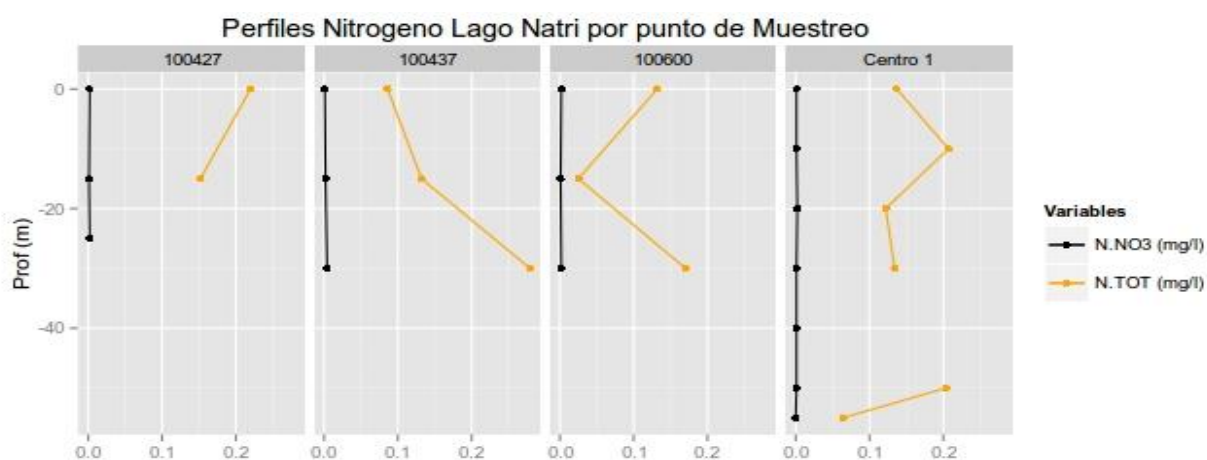 Perfiles Nitrogeno Lago Natri por punto de Muestreo
100427 100437 100600 Centro 1
0
-20
-40
Prof (m)
0.0 0.1 0.2 0.0 0.1 0.2 0.0 0.1 0.2 0.0 0.1 0.2
Variables
N.NO3 (mg/l)
N.TOT (mg/l)